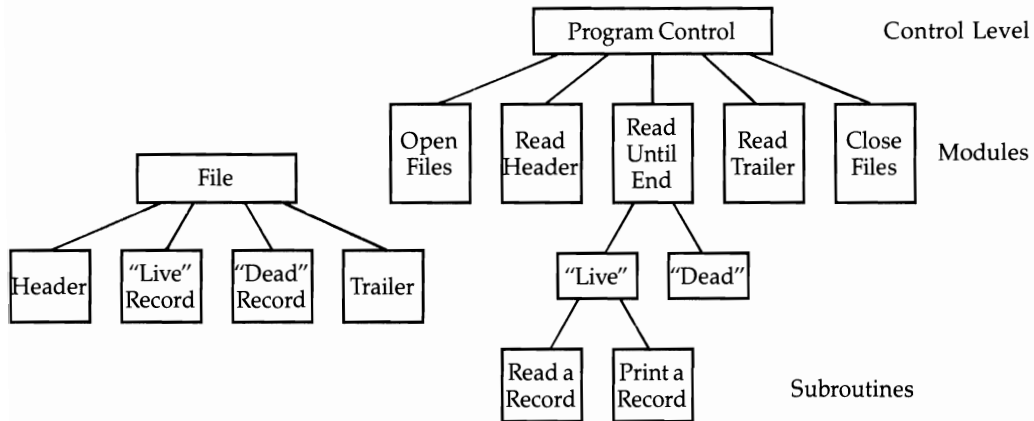 Program Control
Control Level
Open
Files
Read
Header
Read
Until
End
Read
Trailer
Close
Files
Modules
File
Header
“Live”
Record
“Dead”
Record
Trailer
“Live”
“Dead”
Read a
Record
Print a
Record
Subroutines